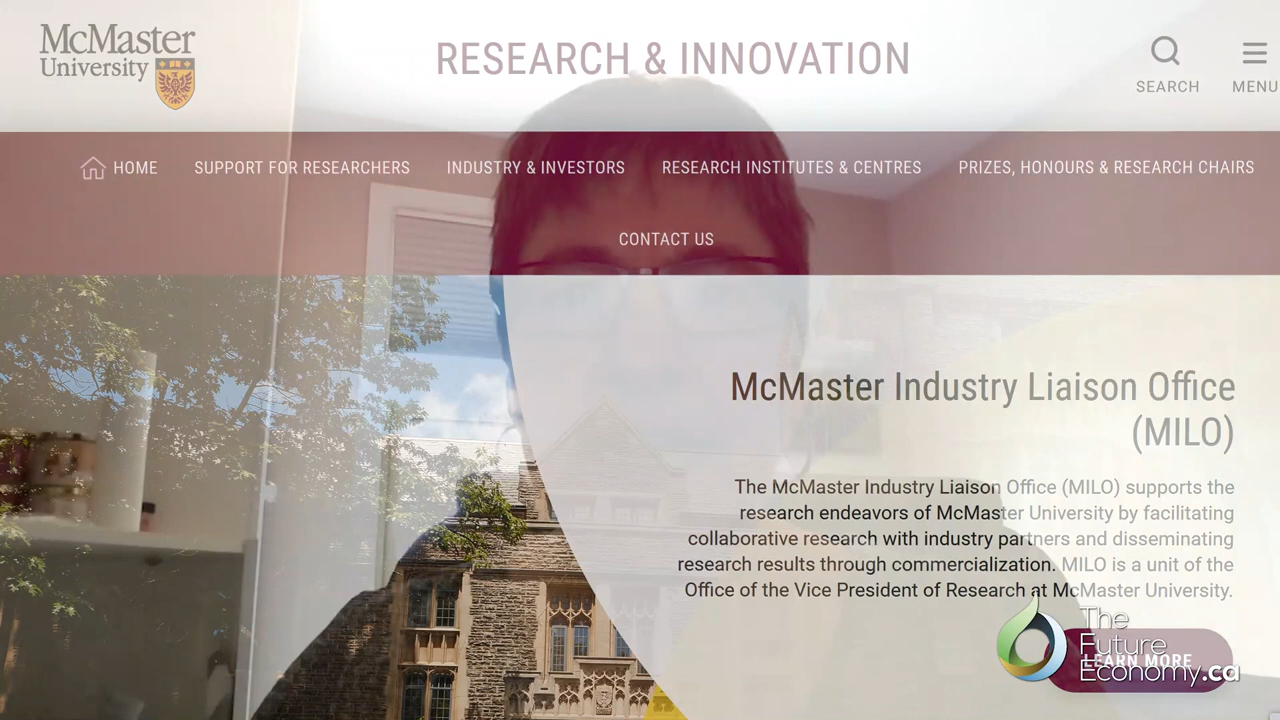 McMaster
University
RESEARCH & INNOVATION
SEARCH
MENU
HOME
SUPPORT FOR RESEARCHERS
INDUSTRY & INVESTORS
RESEARCH INSTITUTES & CENTRES
PRIZES, HONOURS & RESEARCH CHAIRS
CONTACT US
McMaster Industry Liaison Office
(MILO)
The McMaster Industry Liaison Office (MILO) supports the
research endeavors of McMaster University by facilitating
collaborative research with industry partners and disseminating
research results through commercialization. MILO is a unit of the
Office of the Vice President of Research at McMaster University.
LEARN MORE
The
Future
Economy.ca